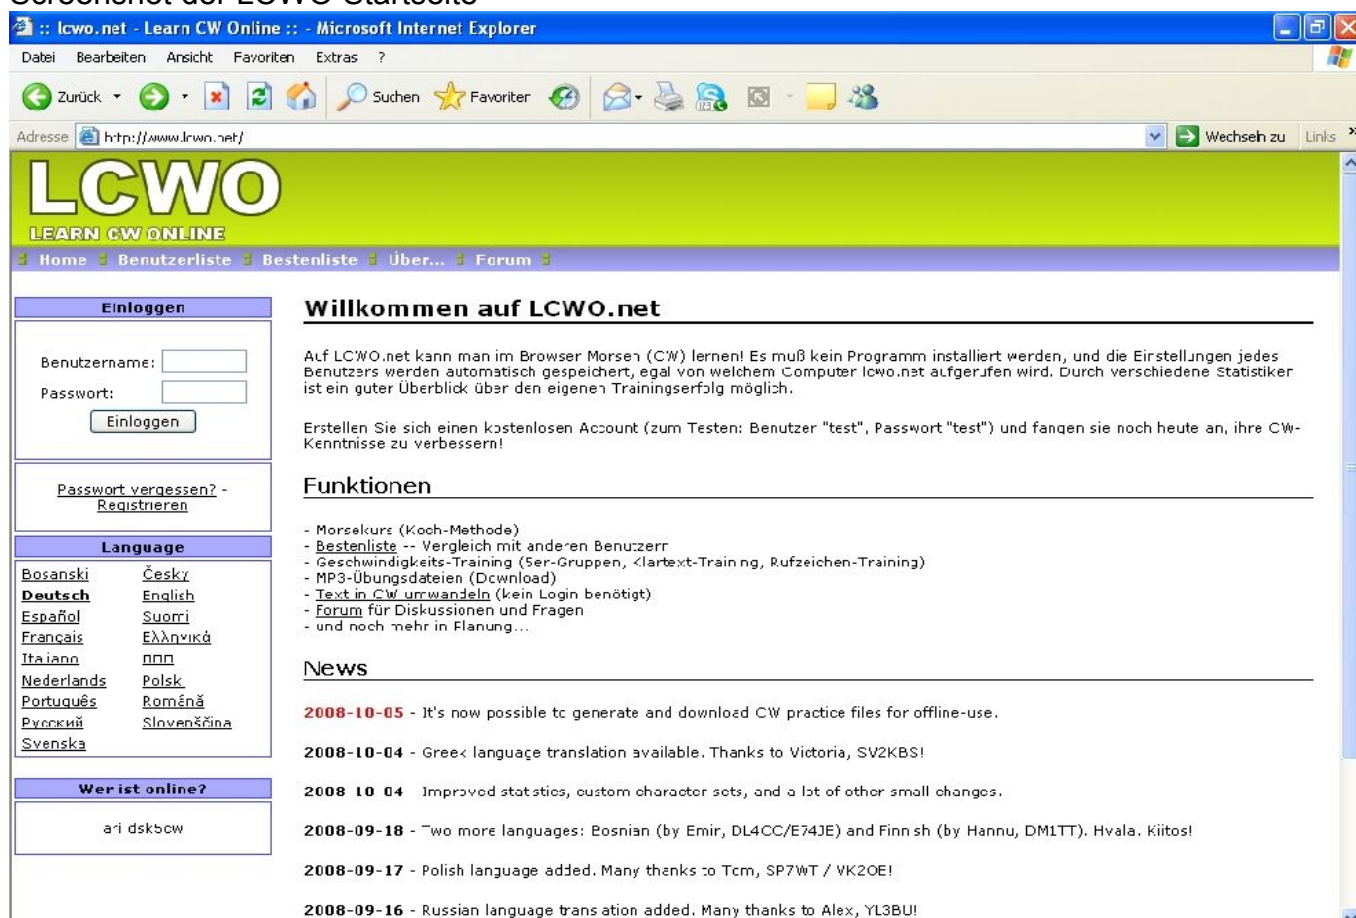 Screenshot der LCWO Startseite
:: lcwo.net - Learn CW Online :: - Microsoft Internet Explorer
Datei Bearbeiten Ansicht Favoriten Extras ?
Zurück Suchen Favoriten
Adresse http://www.lcwo.net/ Wechseln zu Links
LCWO
LEARN CW ONLINE
Home Benutzerliste Bestenliste Über... Forum
Einloggen
Benutzername:
Passwort:
Einloggen
Passwort vergessen? -
Registrieren
Language
Bosanski Česky
Deutsch English
Español Suomi
Français Ελληνικά
Italiano
Nederlands Polski
Português Română
Русский Slovenščina
Svenska
Wer ist online?
Willkommen auf LCWO.net
Auf LCWO.net kann man im Browser Morsen (CW) lernen! Es muß kein Programm installiert werden, und die Einstellungen jedes
Benutzers werden automatisch gespeichert, egal von welchem Computer lcwo.net aufgerufen wird. Durch verschiedene Statistiken
ist ein guter Überblick über den eigenen Trainingserfolg möglich.
Erstellen Sie sich einen kostenlosen Account (zum Testen: Benutzer "test", Passwort "test") und fangen sie noch heute an, ihre CW-
Kenntnisse zu verbessern!
Funktionen
- Morsekurs (Koch-Methode)
- Bestenliste -- Vergleich mit anderen Benutzern
- Geschwindigkeits-Training (5er-Gruppen, Klartext-Training, Rufzeichen-Training)
- MP3-Übungsdateien (Download)
- Text in CW umwandeln (kein Login benötigt)
- Forum für Diskussionen und Fragen
- und noch mehr in Planung...
News
2008-10-05 - It's now possible to generate and download CW practice files for offline-use.
2008-10-04 - Greek language translation available. Thanks to Victoria, SV2KBS!
2008-10-04 - Improved statistics, custom character sets, and a lot of other small changes.
2008-09-18 - Two more languages: Bosnian (by Emir, DL4CC/E74JE) and Finnish (by Hannu, DM1TT). Hvala. Kiitos!
2008-09-17 - Polish language added. Many thanks to Tom, SP7WT / VK2OE!
2008-09-16 - Russian language translation added. Many thanks to Alex, YL3BU!